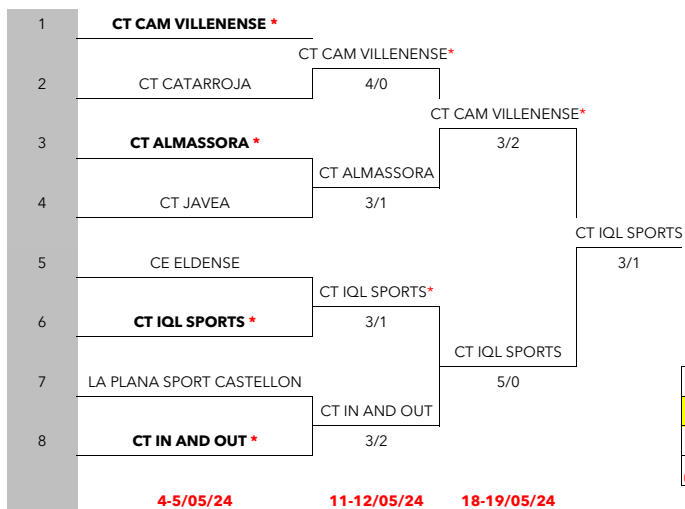 1 CT CAM VILLENENSE *
CT CAM VILLENENSE*
2 CT CATARROJA 4/0
CT CAM VILLENENSE*
3 CT ALMASSORA * 3/2
CT ALMASSORA
4 CT JAVEA 3/1
CT IQL SPORTS
5 CE ELDENSE 3/1
CT IQL SPORTS*
6 CT IQL SPORTS * 3/1
CT IQL SPORTS
7 LA PLANA SPORT CASTELLON 5/0
CT IN AND OUT
8 CT IN AND OUT * 3/2
4-5/05/24 11-12/05/24 18-19/05/24